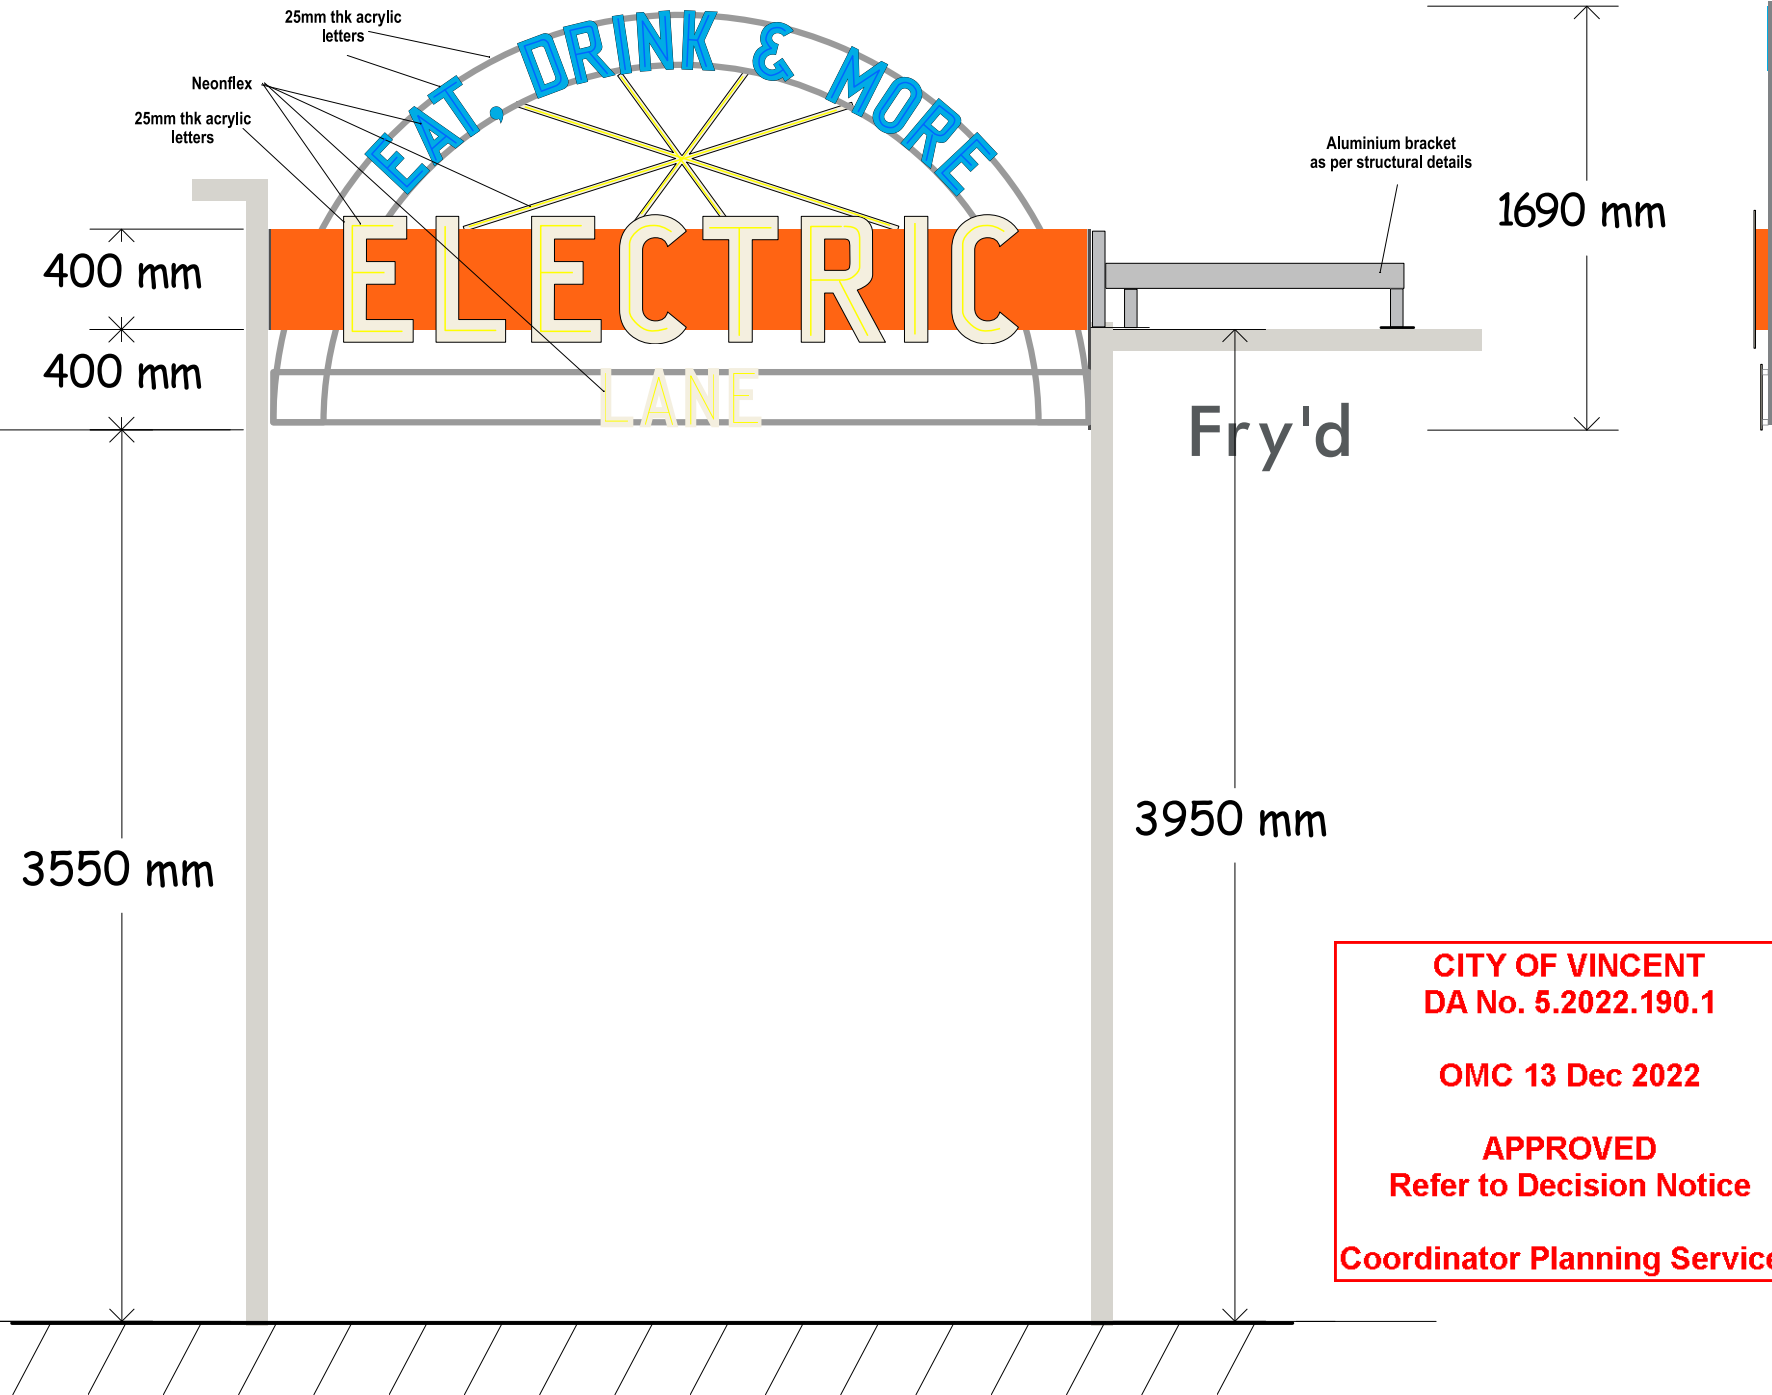 25mm thk acrylic
letters
EAT, DRINK & MORE
Neonflex
25mm thk acrylic
letters
Aluminium bracket
as per structural details
1690 mm
ELECTRIC
400 mm
400 mm
LANE
Fry'd
3950 mm
3550 mm
CITY OF VINCENT
DA No. 5.2022.190.1
OMC 13 Dec 2022
APPROVED
Refer to Decision Notice
Coordinator Planning Service